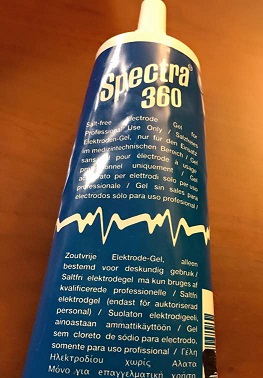 Spectra®
360
Salt-free Electrode Gel for
Professional Use Only / Salzfreies
Elektroden-Gel, nur für den Einsatz
im medizintechnischen Bereich / Gel
sans sel pour électrode à usage
professionnel uniquement / Gel
per elettrodi solo per uso
professionale / Gel sin sales para
electrodos sólo para uso profesional /
Zoutvrije Elektrode-Gel, alleen
bestemd voor deskundig gebruik /
Saltfri elektrodegel ma kun bruges af
kvalificerede professionelle / Saltfri
elektrodgel (endast för auktoriserad
personal) / Suolaton elektrodigeeli,
ainoastaan ammattikäyttöön / Gel
sem cloreto de sódio para electrodo,
somente para uso profissional / Γέλη
Ηλεκτροδίου χωρίς Αλατα
Μόνο για επαγγελματική χρήση